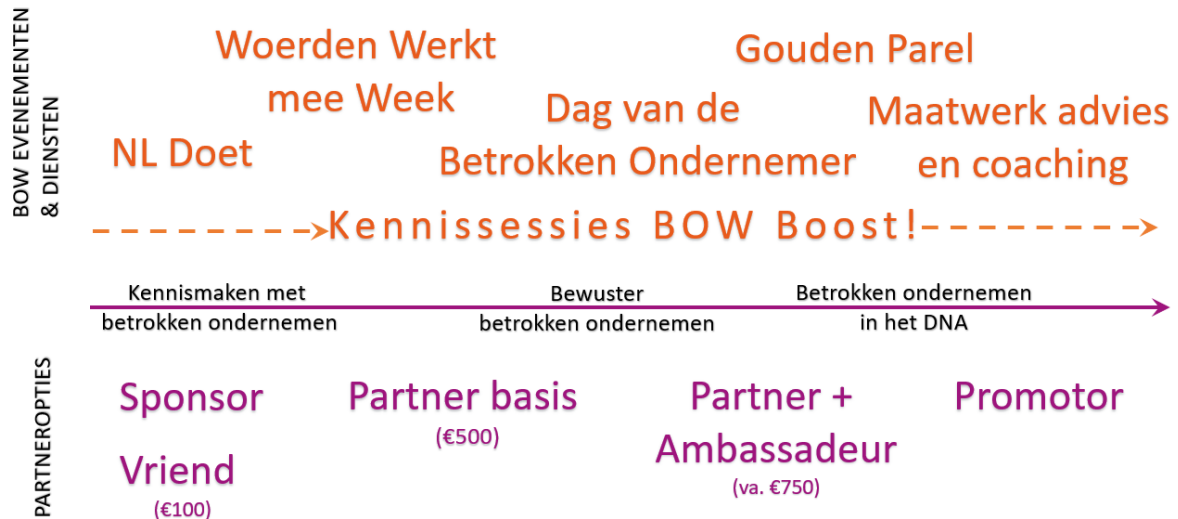 BOW EVENEMENTEN
& DIENSTEN
Woerden Werkt
mee Week
Gouden Parel
NL Doet
Dag van de
Betrokken Ondernemer
Maatwerk advies
en coaching
Kennissessies BOW Boost!
Kennismaken met
betrokken ondernemen
Bewuster
betrokken ondernemen
Betrokken ondernemen
in het DNA
PARTNEROPTIES
Sponsor
Vriend
(€100)
Partner basis
(€500)
Partner +
Ambassadeur
(va. €750)
Promotor